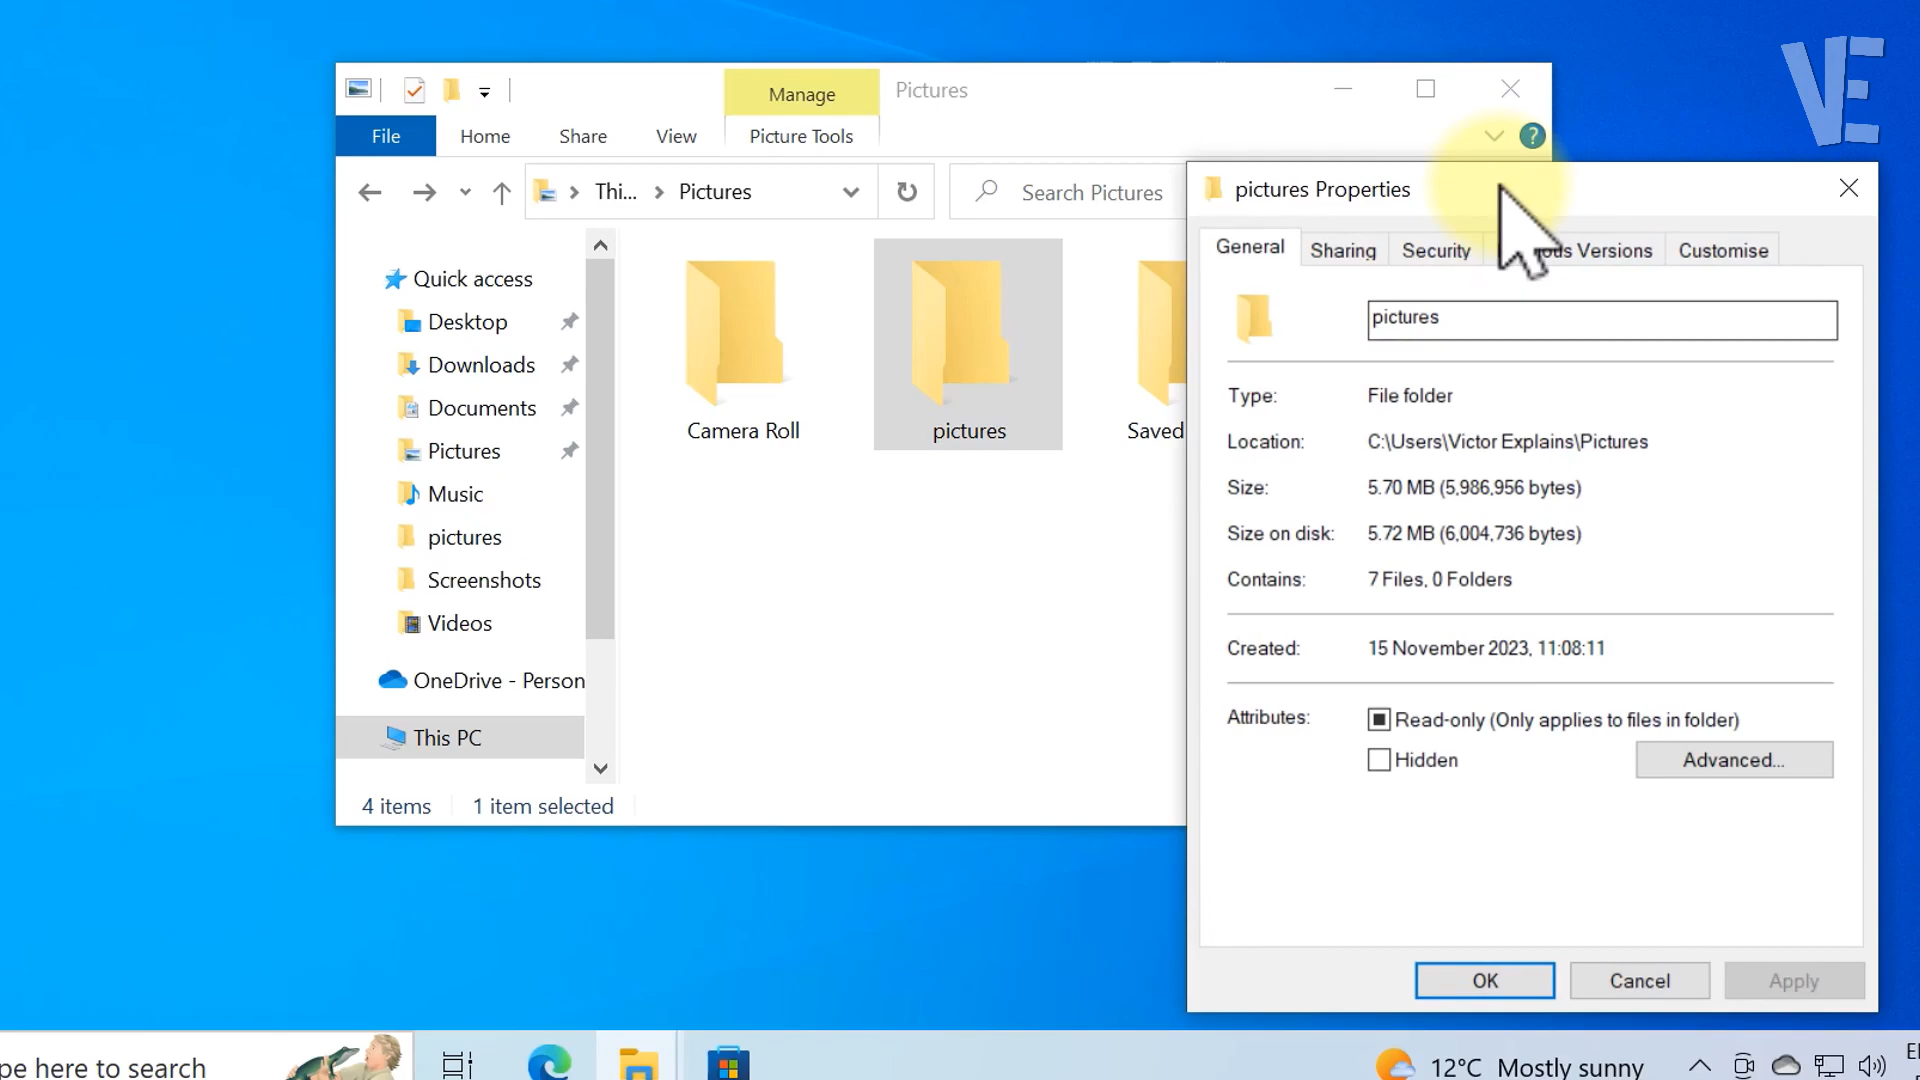 VE
Manage
Pictures
File
Home
Share
View
Picture Tools
?
Thi...
Pictures
Search Pictures
Quick access
Desktop
Downloads
Documents
Pictures
Music
pictures
Screenshots
Videos
OneDrive - Person
This PC
Camera Roll
pictures
Saved
4 items
1 item selected
pictures Properties
General
Sharing
Security
ous Versions
Customise
pictures
Type: File folder
Location: C:\Users\Victor Explains\Pictures
Size: 5.70 MB (5,986,956 bytes)
Size on disk: 5.72 MB (6,004,736 bytes)
Contains: 7 Files, 0 Folders
Created: 15 November 2023, 11:08:11
Attributes: Read-only (Only applies to files in folder)
Hidden
Advanced...
OK
Cancel
Apply
pe here to search
12°C Mostly sunny